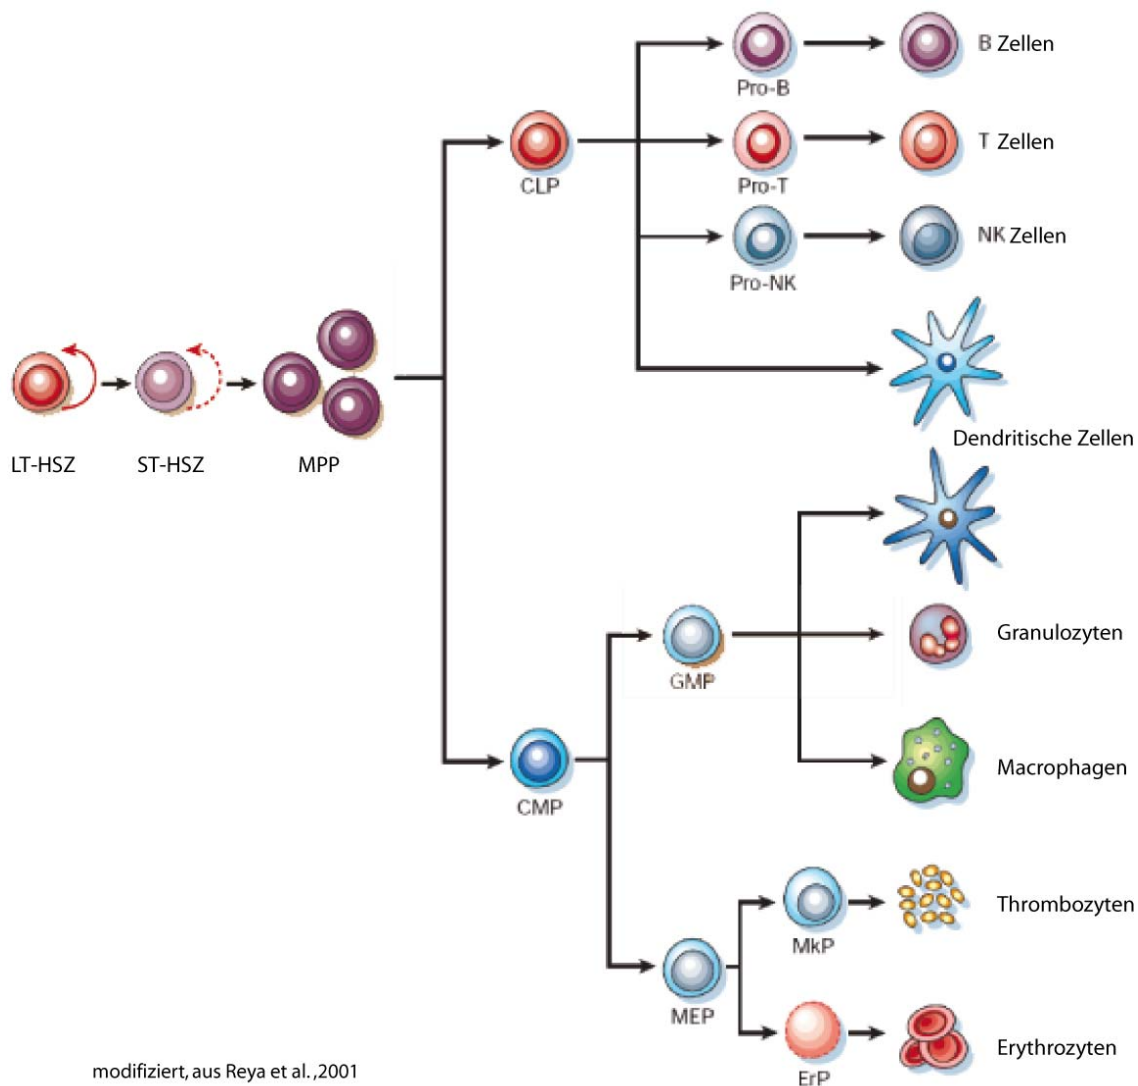 B Zellen
Pro-B
T Zellen
CLP
Pro-T
NK Zellen
Pro-NK
Dendritische Zellen
LT-HSZ
ST-HSZ
MPP
Granulozyten
GMP
Macrophagen
CMP
Thrombozyten
MkP
MEP
Erythrozyten
ErP
modifiziert, aus Reya et al.,2001